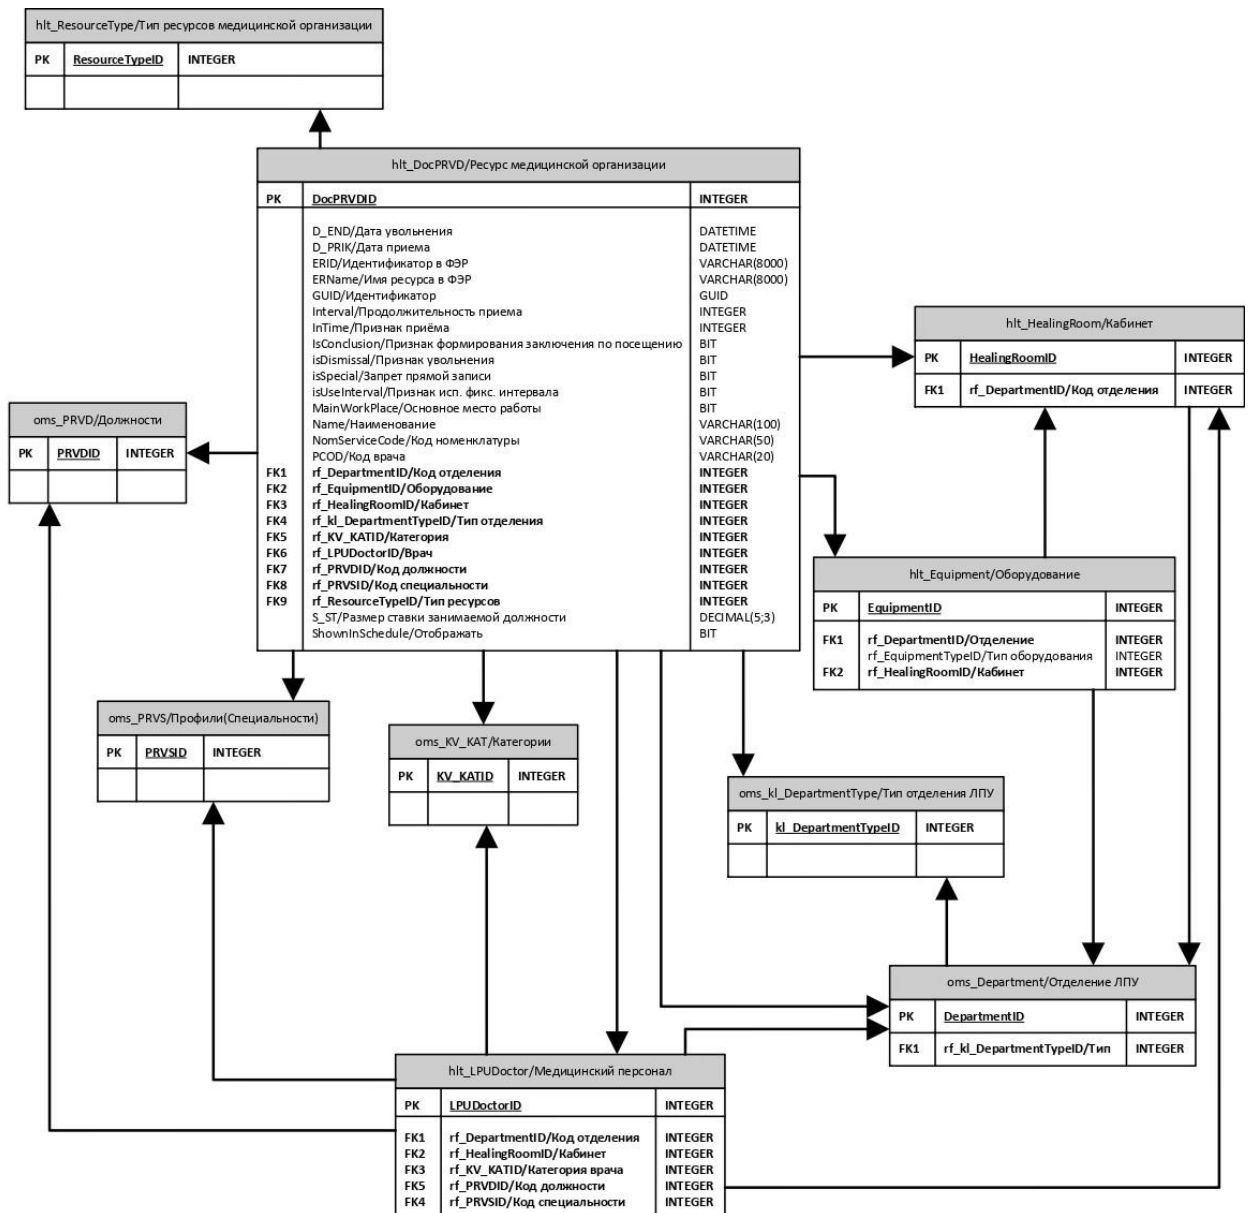 hlt_ResourceType/Тип ресурсов медицинской организации
PK ResourceTypeID INTEGER
hlt_DocPRVD/Ресурс медицинской организации
PK DocPRVDID INTEGER
D_END/Дата увольнения DATETIME
D_PRIK/Дата приема DATETIME
ERID/Идентификатор в ФЭР VARCHAR(8000)
ERName/Имя ресурса в ФЭР VARCHAR(8000)
GUID/Идентификатор GUID
Interval/Продолжительность приема INTEGER
InTime/Признак приёма INTEGER
IsConclusion/Признак формирования заключения по посещению BIT
isDismissal/Признак увольнения BIT
isSpecial/Запрет прямой записи BIT
isUseInterval/Признак исп. фикс. интервала BIT
MainWorkPlace/Основное место работы BIT
Name/Наименование VARCHAR(100)
NomServiceCode/Код номенклатуры VARCHAR(50)
PCOD/Код врача VARCHAR(20)
FK1 rf_DepartmentID/Код отделения INTEGER
FK2 rf_EquipmentID/Оборудование INTEGER
FK3 rf_HealingRoomID/Кабинет INTEGER
FK4 rf_kl_DepartmentTypeID/Тип отделения INTEGER
FK5 rf_KV_KATID/Категория INTEGER
FK6 rf_LPUDoctorID/Врач INTEGER
FK7 rf_PRVDID/Код должности INTEGER
FK8 rf_PRVSID/Код специальности INTEGER
FK9 rf_ResourceTypeID/Тип ресурсов INTEGER
S_ST/Размер ставки занимаемой должности DECIMAL(5;3)
ShownInSchedule/Отображать BIT
hlt_HealingRoom/Кабинет
PK HealingRoomID INTEGER
FK1 rf_DepartmentID/Код отделения INTEGER
oms_PRVD/Должности
PK PRVDID INTEGER
hlt_Equipment/Оборудование
PK EquipmentID INTEGER
FK1 rf_DepartmentID/Отделение INTEGER
rf_EquipmentTypeID/Тип оборудования INTEGER
FK2 rf_HealingRoomID/Кабинет INTEGER
oms_PRVS/Профили(Специальности)
PK PRVSID INTEGER
oms_KV_KAT/Категории
PK KV_KATID INTEGER
oms_kl_DepartmentType/Тип отделения ЛПУ
PK kl_DepartmentTypeID INTEGER
oms_Department/Отделение ЛПУ
PK DepartmentID INTEGER
FK1 rf_kl_DepartmentTypeID/Тип INTEGER
hlt_LPUDoctor/Медицинский персонал
PK LPUDoctorID INTEGER
FK1 rf_DepartmentID/Код отделения INTEGER
FK2 rf_HealingRoomID/Кабинет INTEGER
FK3 rf_KV_KATID/Категория врача INTEGER
FK5 rf_PRVDID/Код должности INTEGER
FK4 rf_PRVSID/Код специальности INTEGER